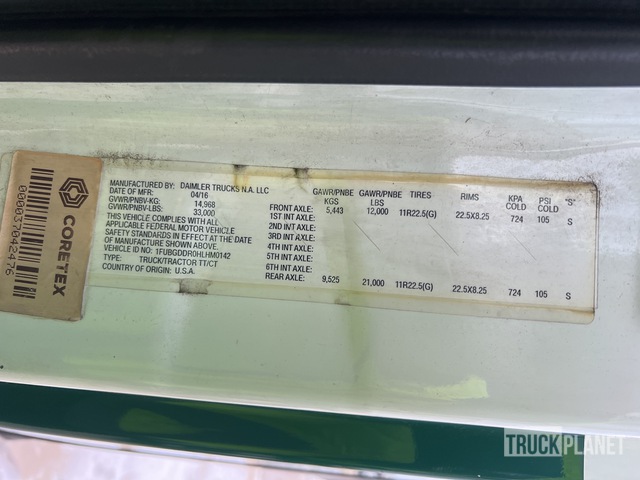 MANUFACTURED BY: DAIMLER TRUCKS N.A. LLC
DATE OF MFR: 04/16
GVWR/PNBV-KG: 14,968
GVWR/PNBV-LBS: 33,000
THIS VEHICLE COMPLIES WITH ALL
APPLICABLE FEDERAL MOTOR VEHICLE
SAFETY STANDARDS IN EFFECT AT THE DATE
OF MANUFACTURE SHOWN ABOVE.
VEHICLE ID NO: 1FUBGDDR0HLHM0142
TYPE: TRUCK/TRACTOR TT/CT
COUNTRY OF ORIGIN: U.S.A.
GAWR/PNBE KGS GAWR/PNBE LBS TIRES RIMS KPA COLD PSI COLD "S"
FRONT AXLE: 5,443 12,000 11R22.5(G) 22.5X8.25 724 105 S
1ST INT AXLE:
2ND INT AXLE:
3RD INT AXLE:
4TH INT AXLE:
5TH INT AXLE:
6TH INT AXLE:
REAR AXLE: 9,525 21,000 11R22.5(G) 22.5X8.25 724 105 S
CORETEX
TRUCKPLANET